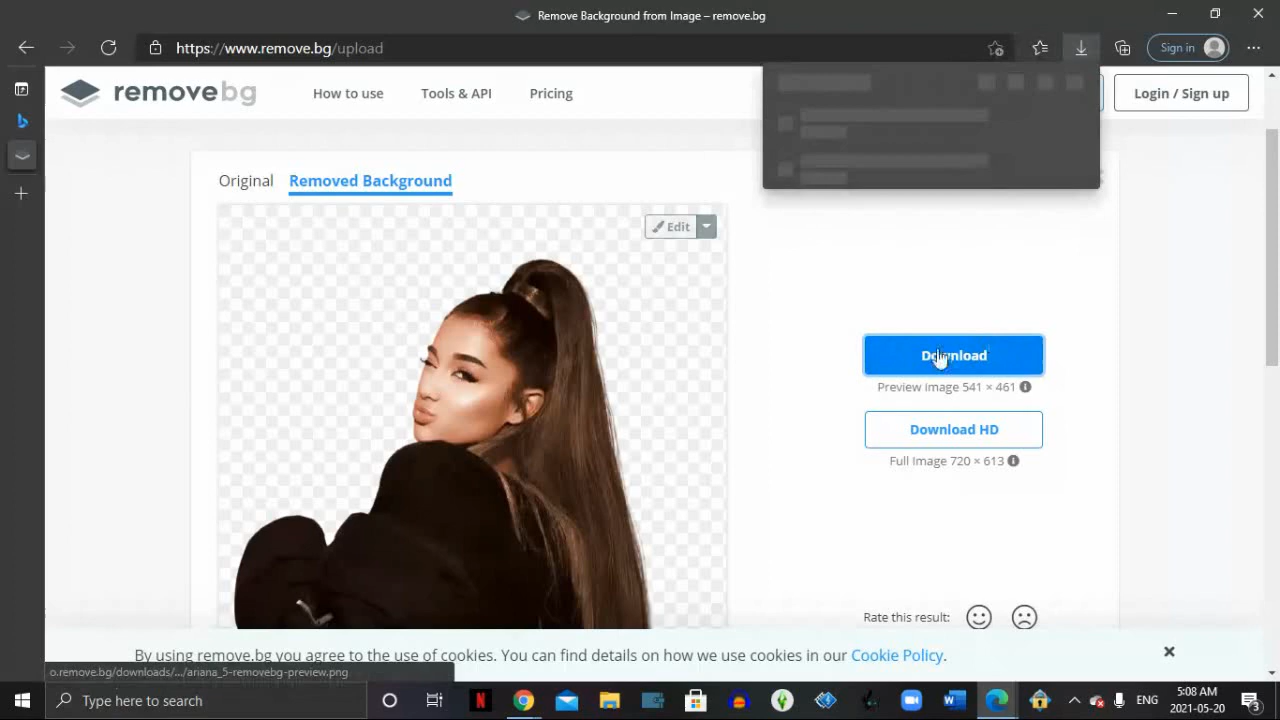 Remove Background from Image – remove.bg
https://www.remove.bg/upload
Sign in
removebg
How to use
Tools & API
Pricing
Login / Sign up
Original
Removed Background
Edit
Download
Preview Image 541 × 461
Download HD
Full Image 720 × 613
Rate this result:
By using remove.bg you agree to the use of cookies. You can find details on how we use cookies in our Cookie Policy.
o.remove.bg/downloads/.../ariana_5-removebg-preview.png
Type here to search
ENG
5:08 AM
2021-05-20
3